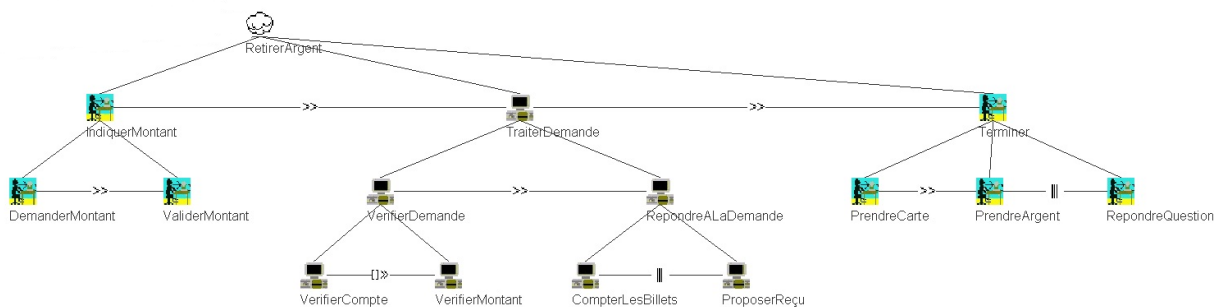 RetirerArgent
>> >>
IndiquerMontant TraiterDemande Terminer
>> >> >> |||
DemanderMontant ValiderMontant VerifierDemande RepondreALaDemande PrendreCarte PrendreArgent RepondreQuestion
[]>> |||
VerifierCompte VerifierMontant CompterLesBillets ProposerReçu